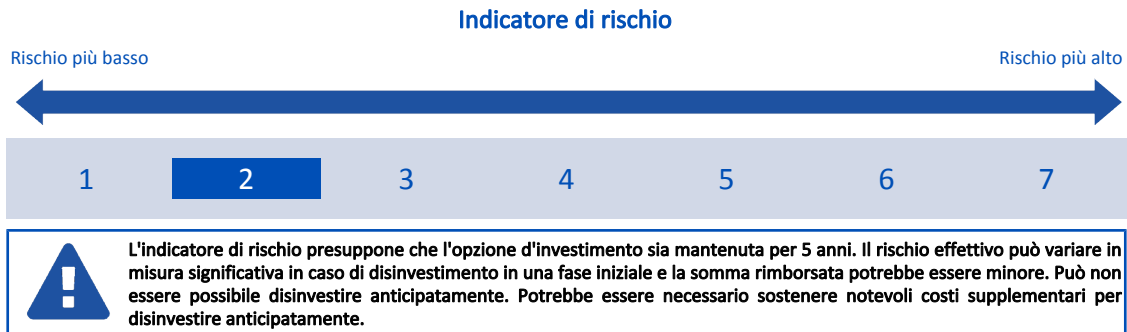 Indicatore di rischio
Rischio più basso
Rischio più alto
1 2 3 4 5 6 7
L'indicatore di rischio presuppone che l'opzione d'investimento sia mantenuta per 5 anni. Il rischio effettivo può variare in
misura significativa in caso di disinvestimento in una fase iniziale e la somma rimborsata potrebbe essere minore. Può non
essere possibile disinvestire anticipatamente. Potrebbe essere necessario sostenere notevoli costi supplementari per
disinvestire anticipatamente.